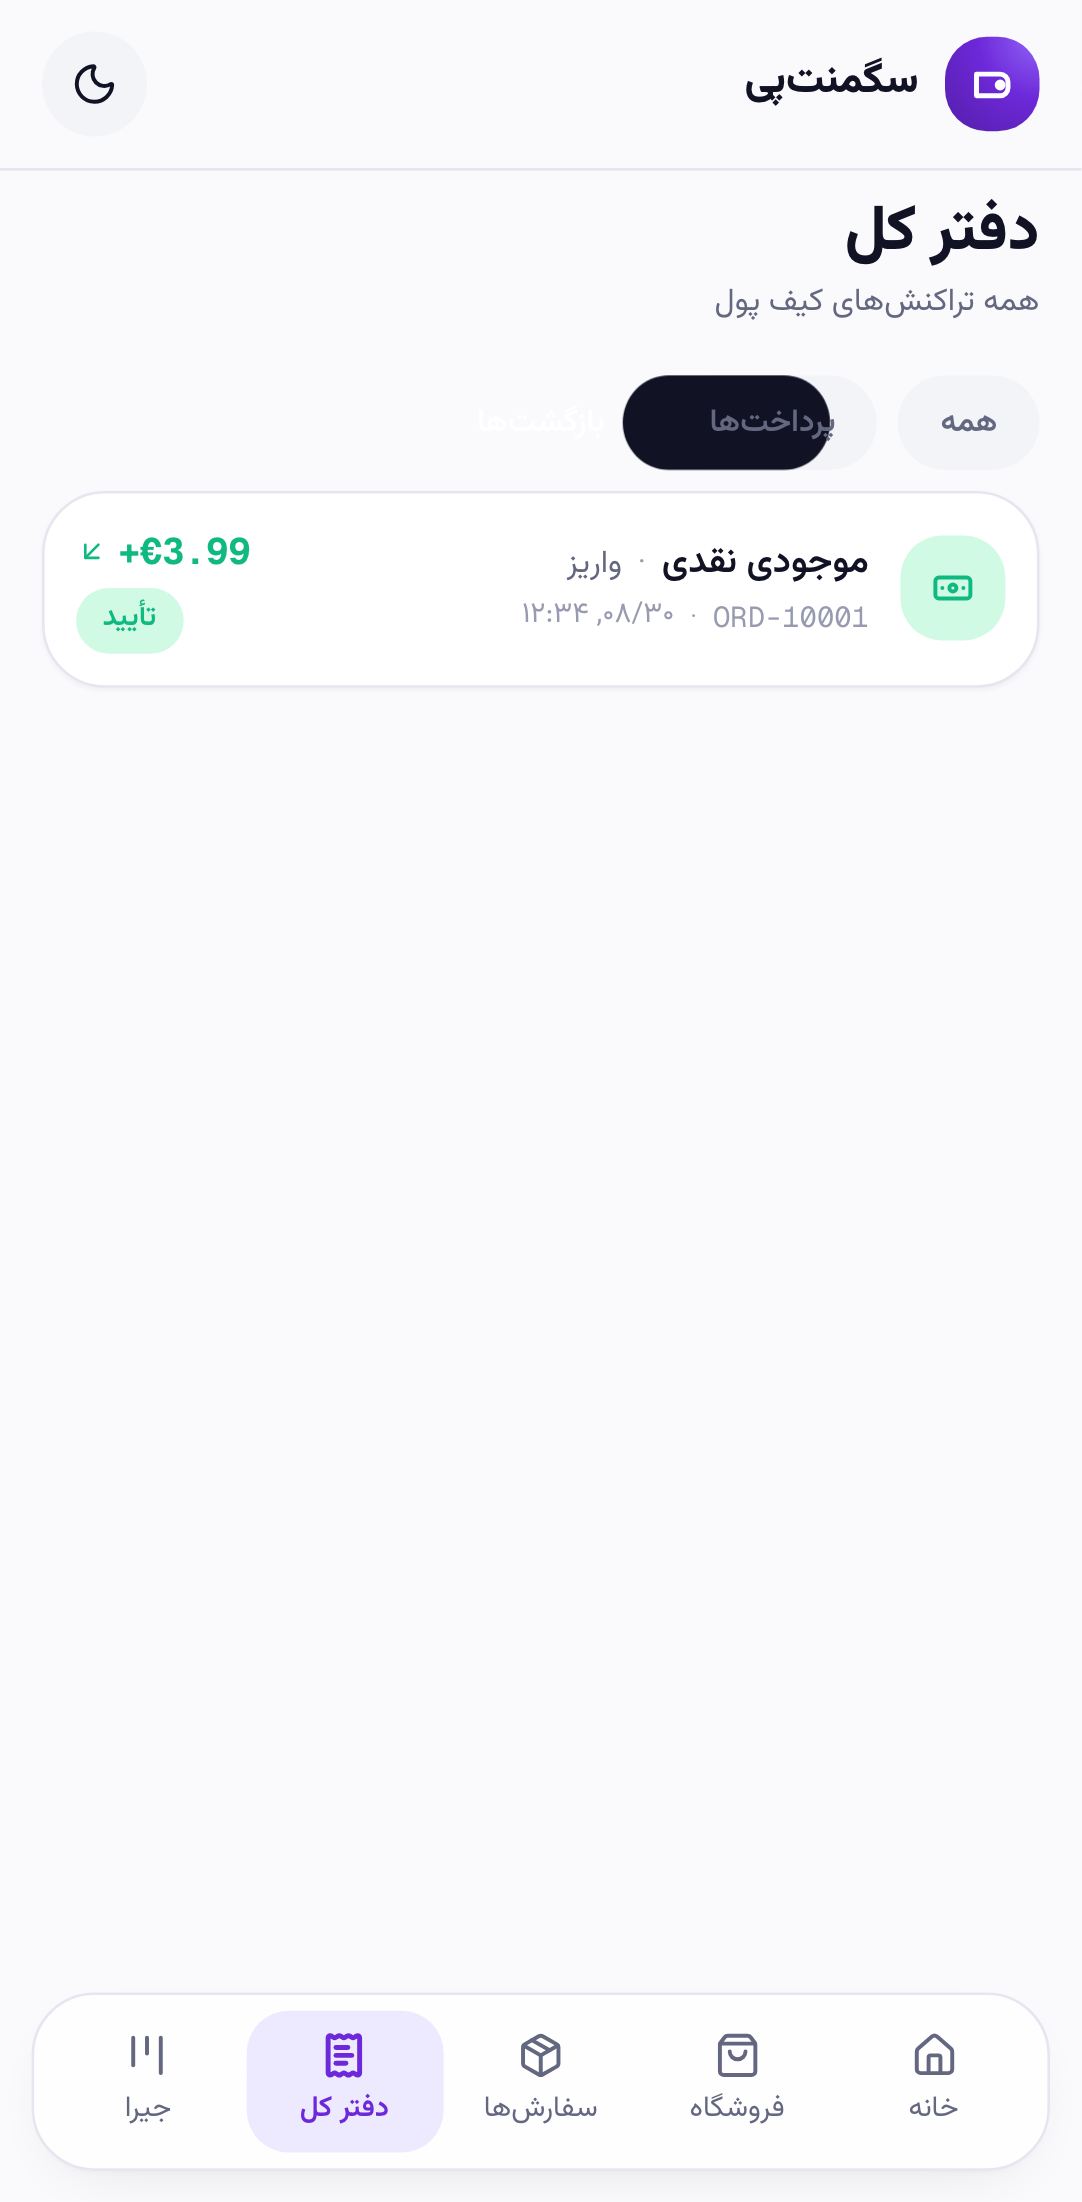 سگمنت‌پی
دفتر کل
همه تراکنش‌های کیف پول
همه
پرداخت‌ها
بازگشت‌ها
موجودی نقدی · واریز
+€3.99
ORD-10001 · ۰۸/۳۰, ۱۲:۳۴
تأیید
خانه
فروشگاه
سفارش‌ها
دفتر کل
جیرا